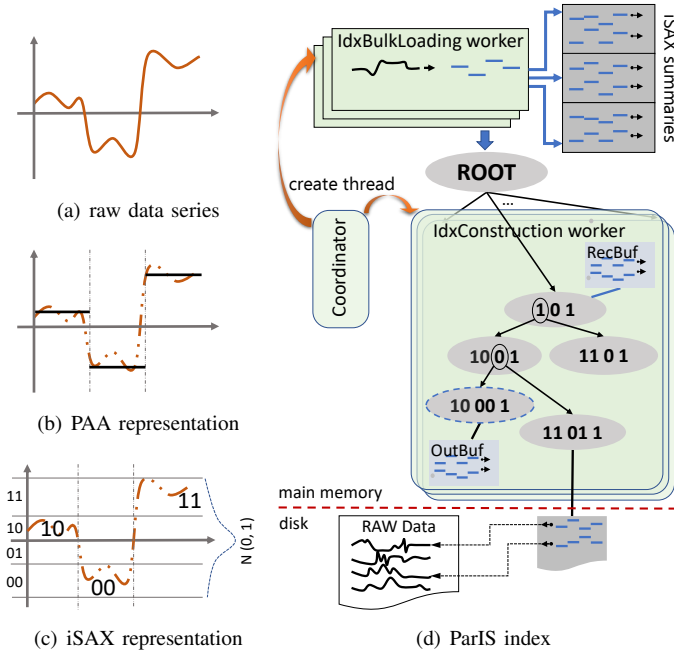 (a) raw data series
(b) PAA representation
11
10
01
00
10
00
11
N (0, 1)
(c) iSAX representation
IdxBulkLoading worker
iSAX summaries
ROOT
...
create thread
Coordinator
IdxConstruction worker
RecBuf
1 0 1
10 0 1
11 0 1
10 00 1
11 01 1
OutBuf
main memory
disk
RAW Data
(d) ParIS index